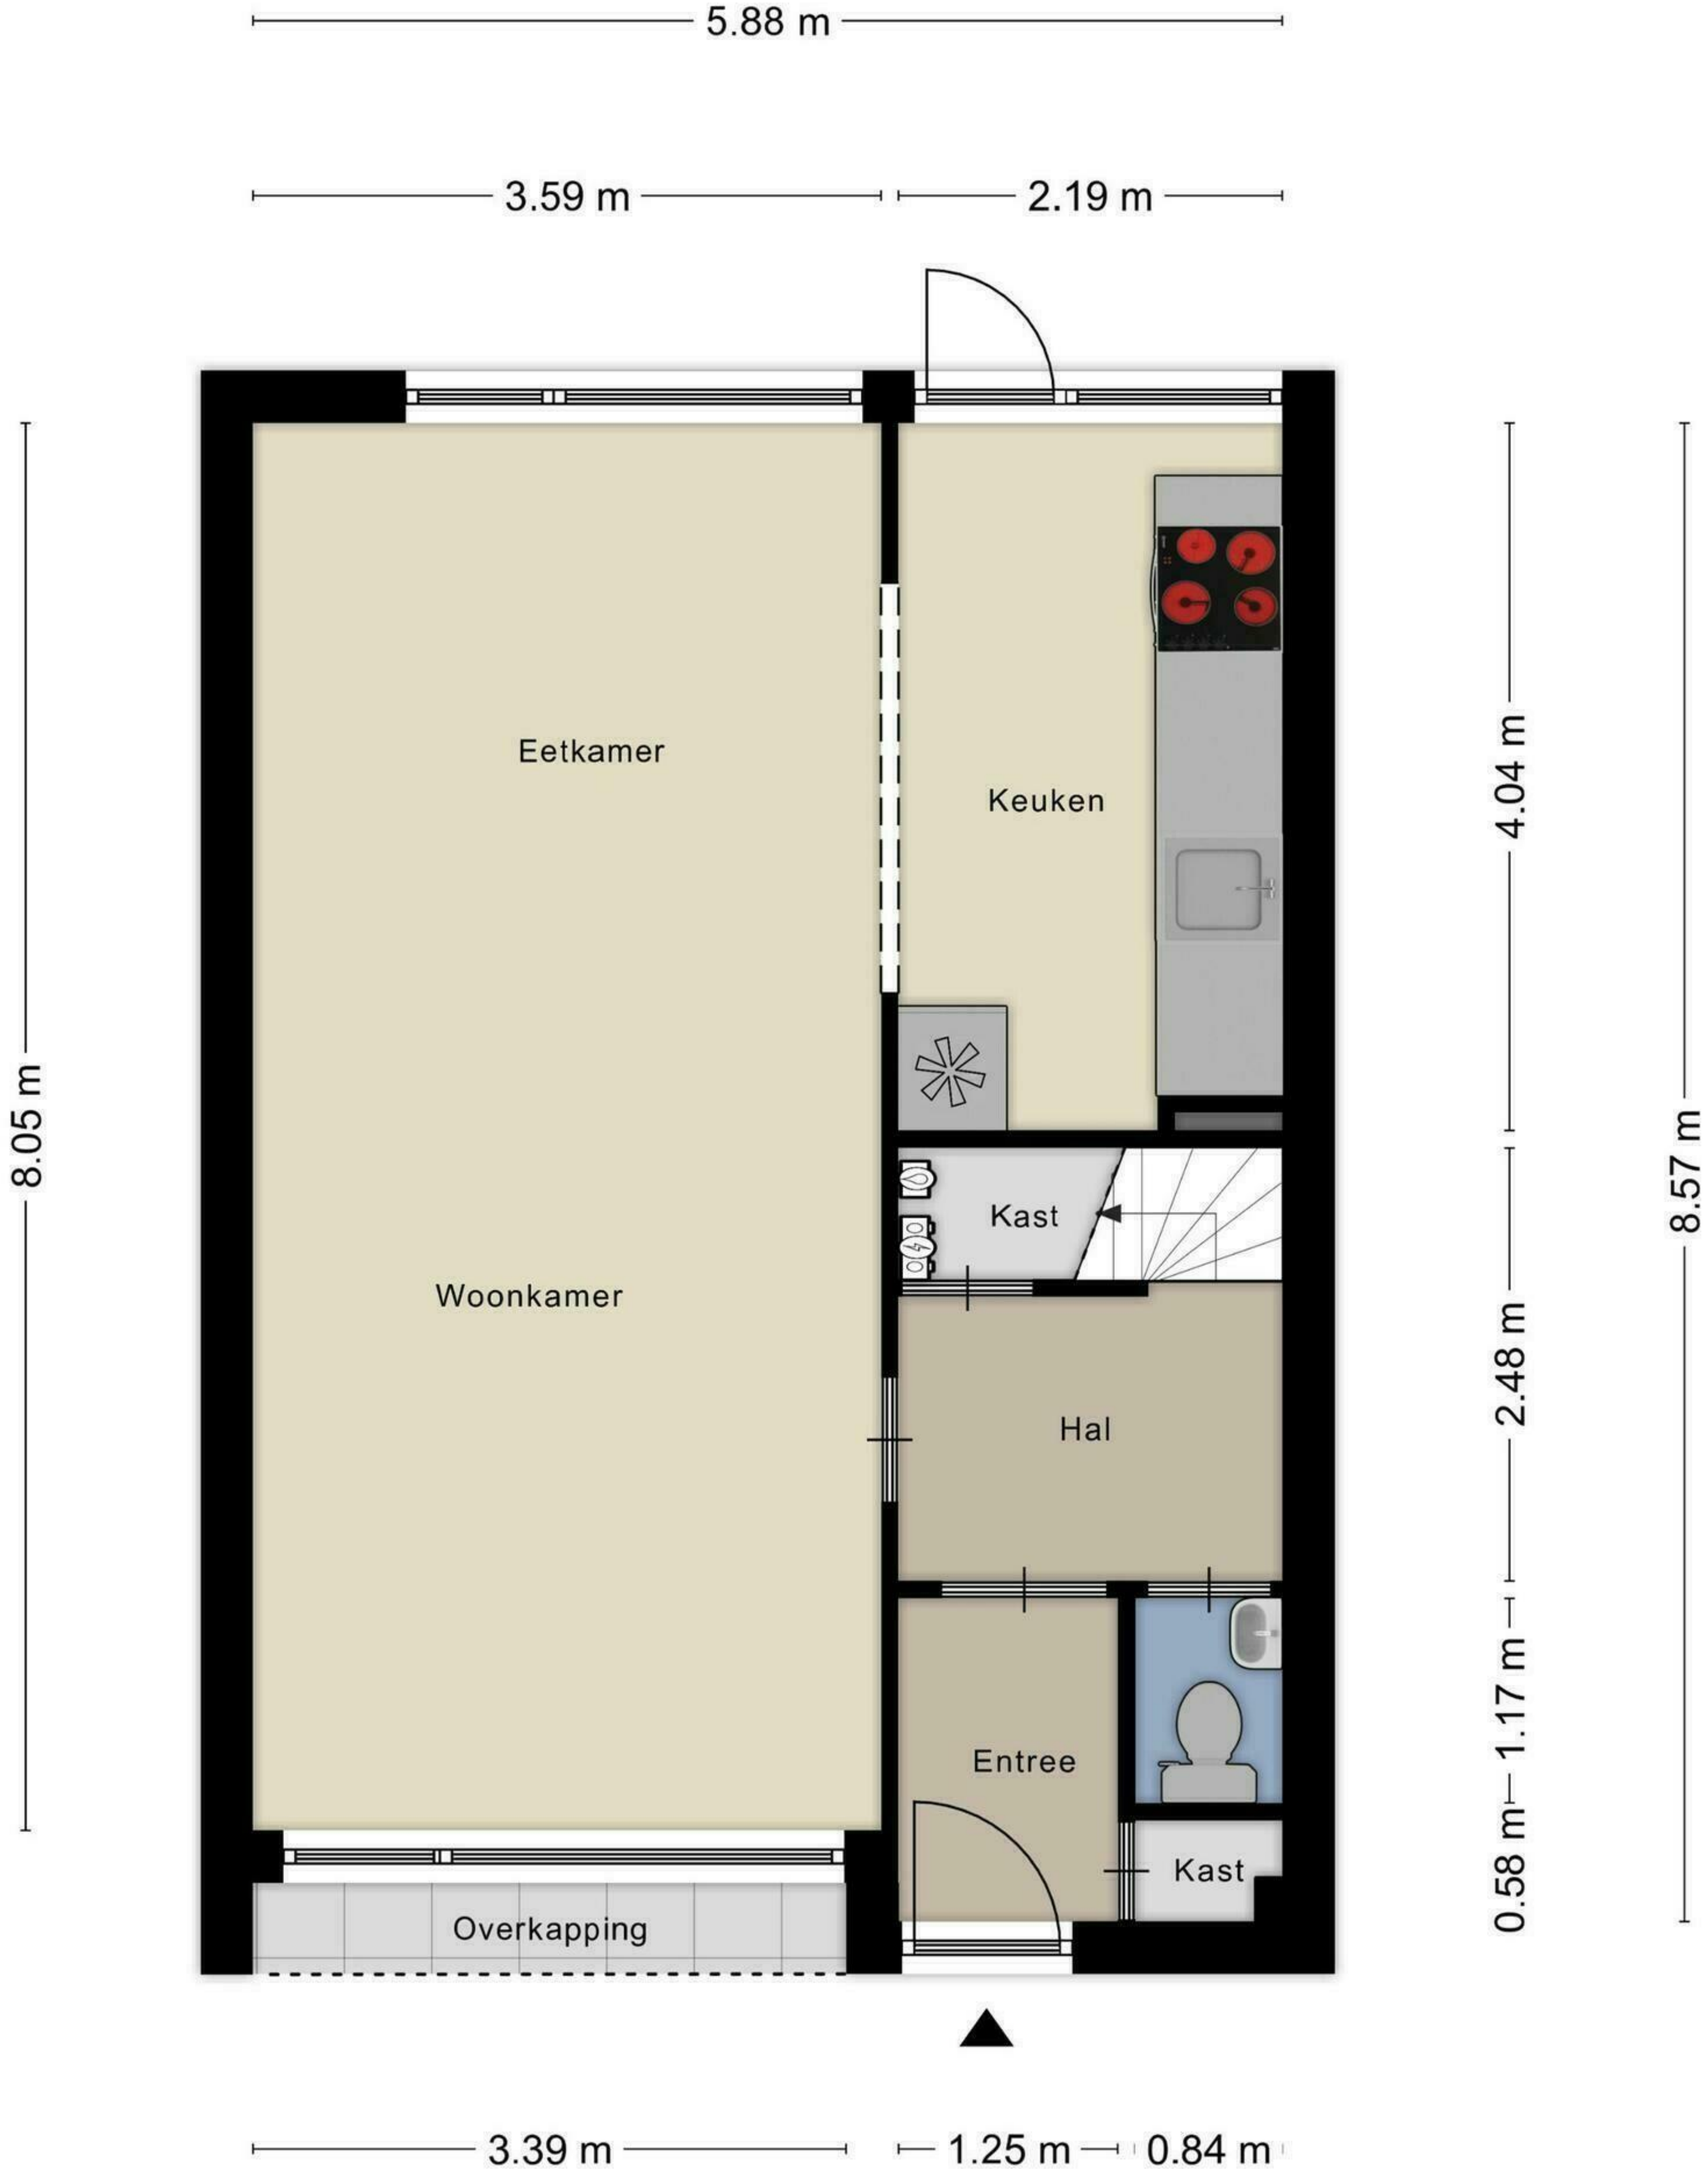 5.88 m
3.59 m
2.19 m
Eetkamer
Keuken
4.04 m
8.05 m
8.57 m
Kast
Woonkamer
2.48 m
Hal
1.17 m
Entree
Kast
0.58 m
Overkapping
3.39 m
1.25 m
0.84 m